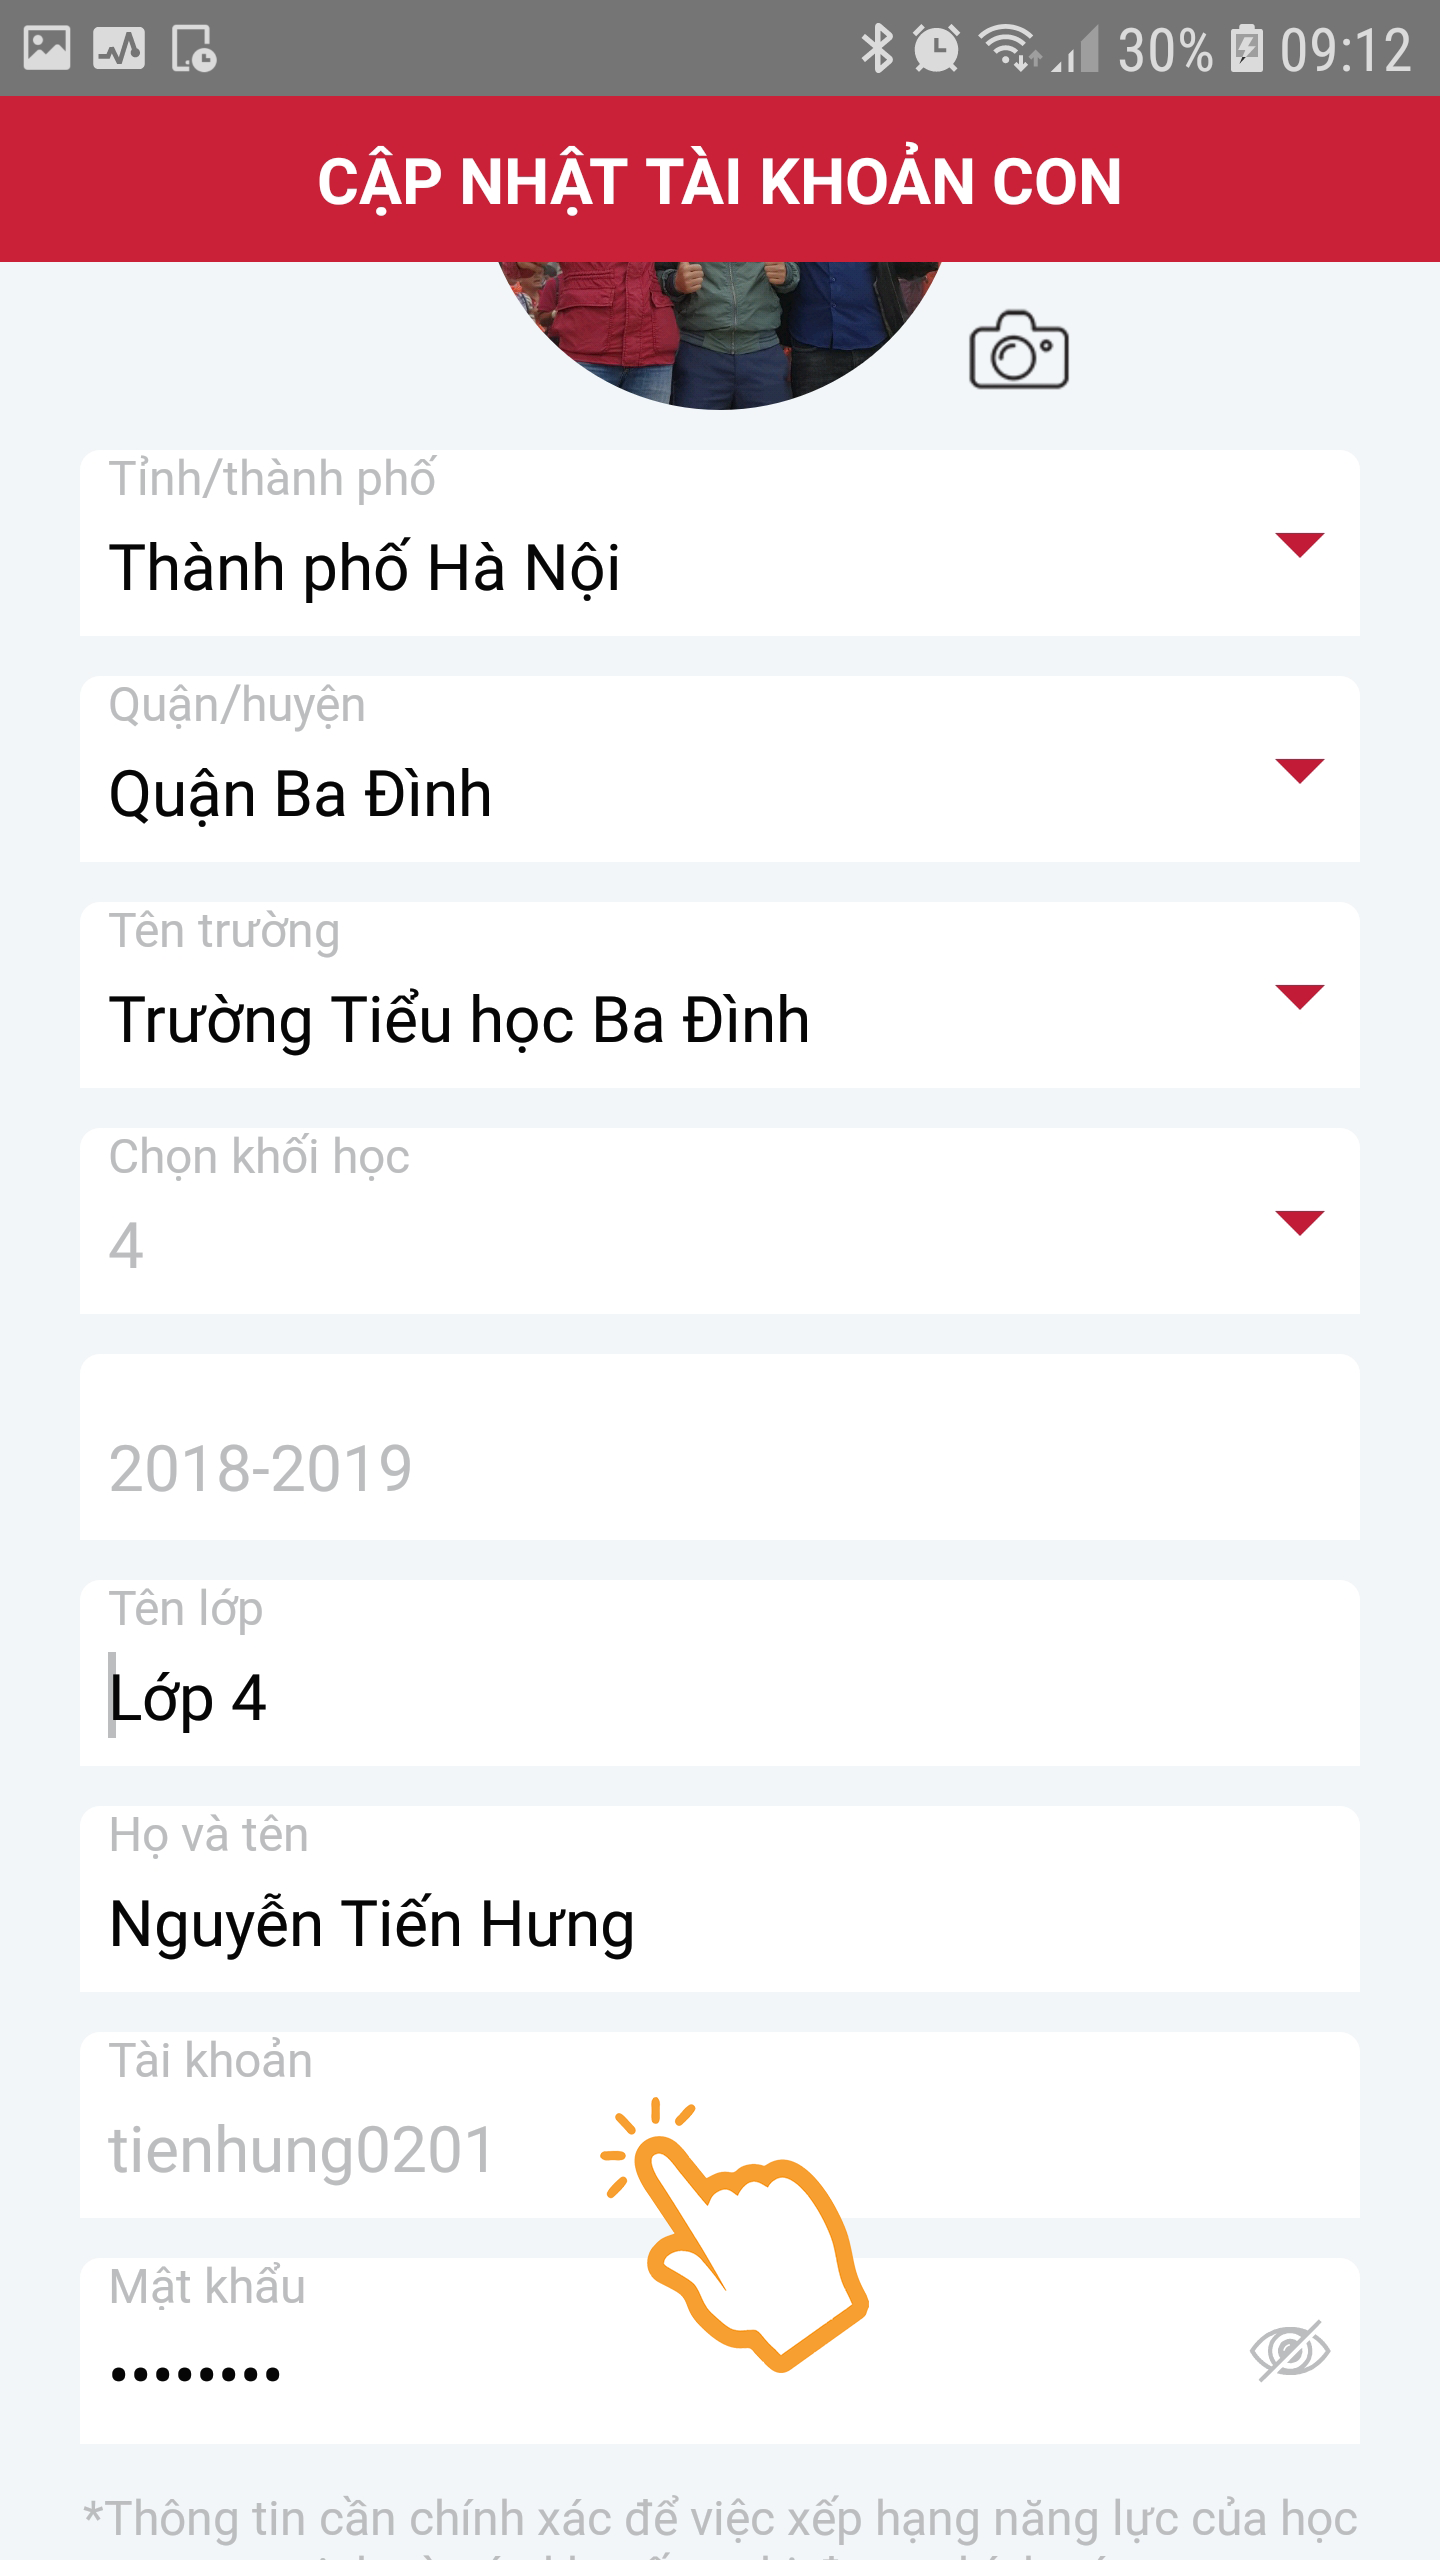 30% 09:12
CẬP NHẬT TÀI KHOẢN CON
Tỉnh/thành phố
Thành phố Hà Nội
Quận/huyện
Quận Ba Đình
Tên trường
Trường Tiểu học Ba Đình
Chọn khối học
4
2018-2019
Tên lớp
Lớp 4
Họ và tên
Nguyễn Tiến Hưng
Tài khoản
tienhung0201
Mật khẩu
••••••••
*Thông tin cần chính xác để việc xếp hạng năng lực của học